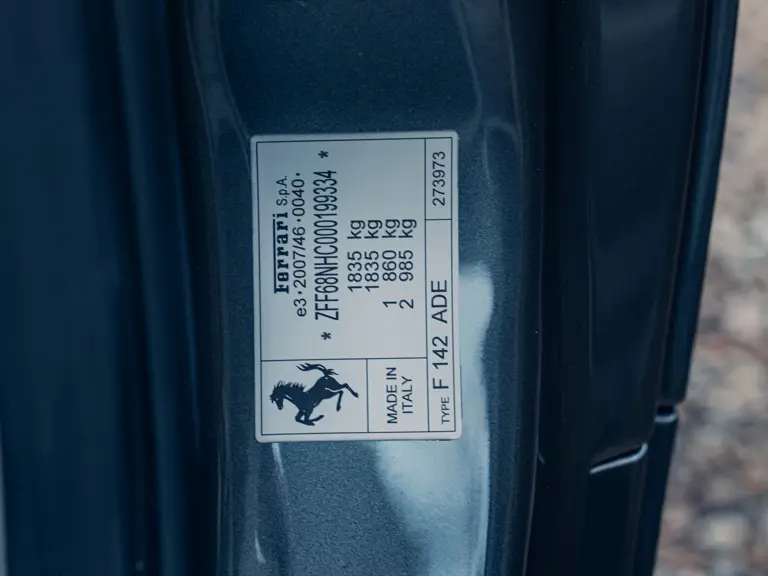 Ferrari S.p.A.
e3*2007/46*0040*
* ZFF68NHC000199334 *
1835 kg
1835 kg
1 860 kg
2 985 kg
MADE IN
ITALY
TYPE F 142 ADE
273973